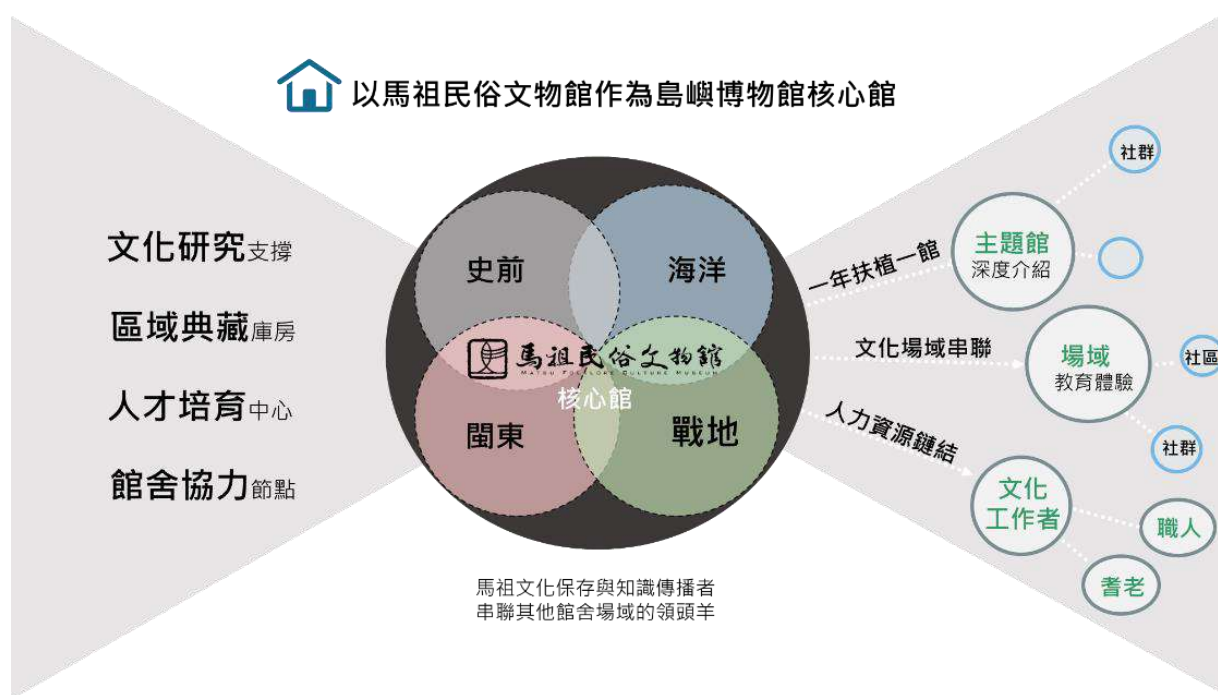 以馬祖民俗文物館作為島嶼博物館核心館
文化研究支撐
區域典藏庫房
人才培育中心
館舍協力節點
史前
海洋
馬祖民俗文物館
MATSU FOLKLORE CULTURE MUSEUM
核心館
閩東
戰地
馬祖文化保存與知識傳播者
串聯其他館舍場域的領頭羊
一年扶植一館
主題館
深度介紹
社群
文化場域串聯
場域
教育體驗
社區
社群
人力資源鏈結
文化
工作者
職人
耆老